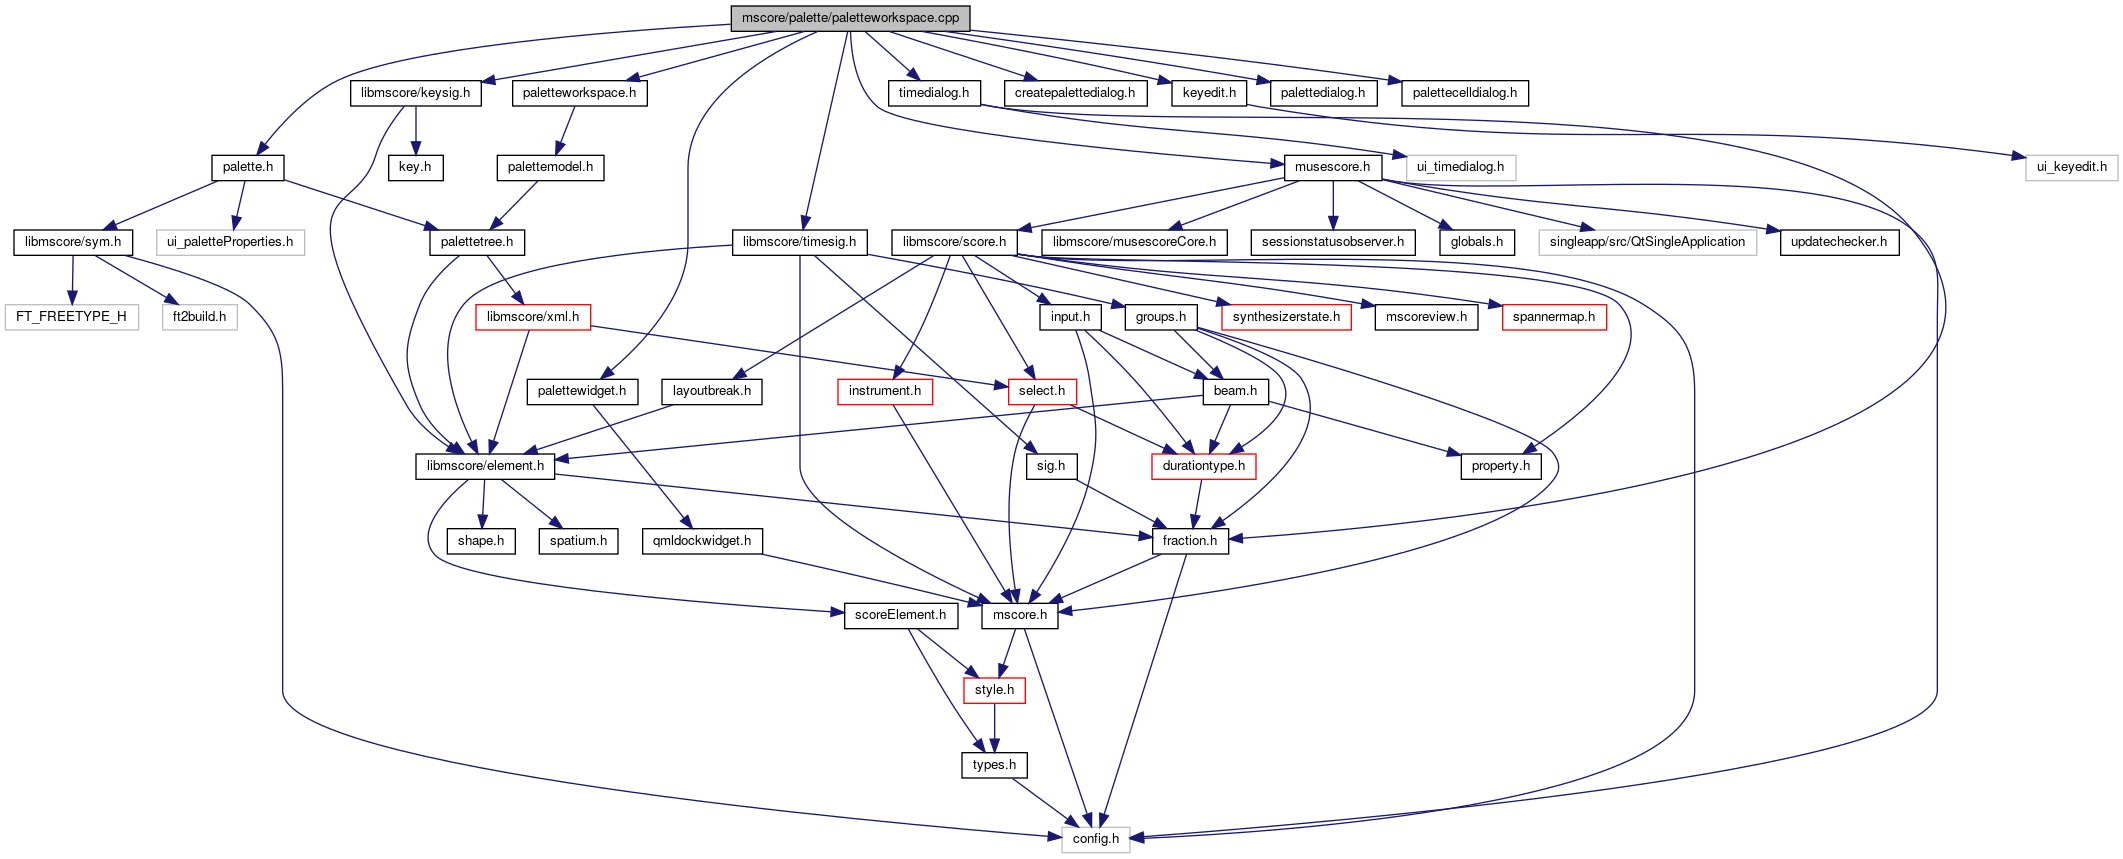 mscore/palette/paletteworkspace.cpp
libmscore/keysig.h
paletteworkspace.h
timedialog.h
createpalettedialog.h
keyedit.h
palettedialog.h
palettecelldialog.h
palette.h
key.h
palettemodel.h
musescore.h
ui_timedialog.h
ui_keyedit.h
libmscore/sym.h
ui_paletteProperties.h
palettetree.h
libmscore/timesig.h
libmscore/score.h
libmscore/musescoreCore.h
sessionstatusobserver.h
globals.h
singleapp/src/QtSingleApplication
updatechecker.h
FT_FREETYPE_H
ft2build.h
libmscore/xml.h
input.h
groups.h
synthesizerstate.h
mscoreview.h
spannermap.h
palettewidget.h
layoutbreak.h
instrument.h
select.h
beam.h
libmscore/element.h
sig.h
durationtype.h
property.h
shape.h
spatium.h
qmldockwidget.h
fraction.h
scoreElement.h
mscore.h
style.h
types.h
config.h